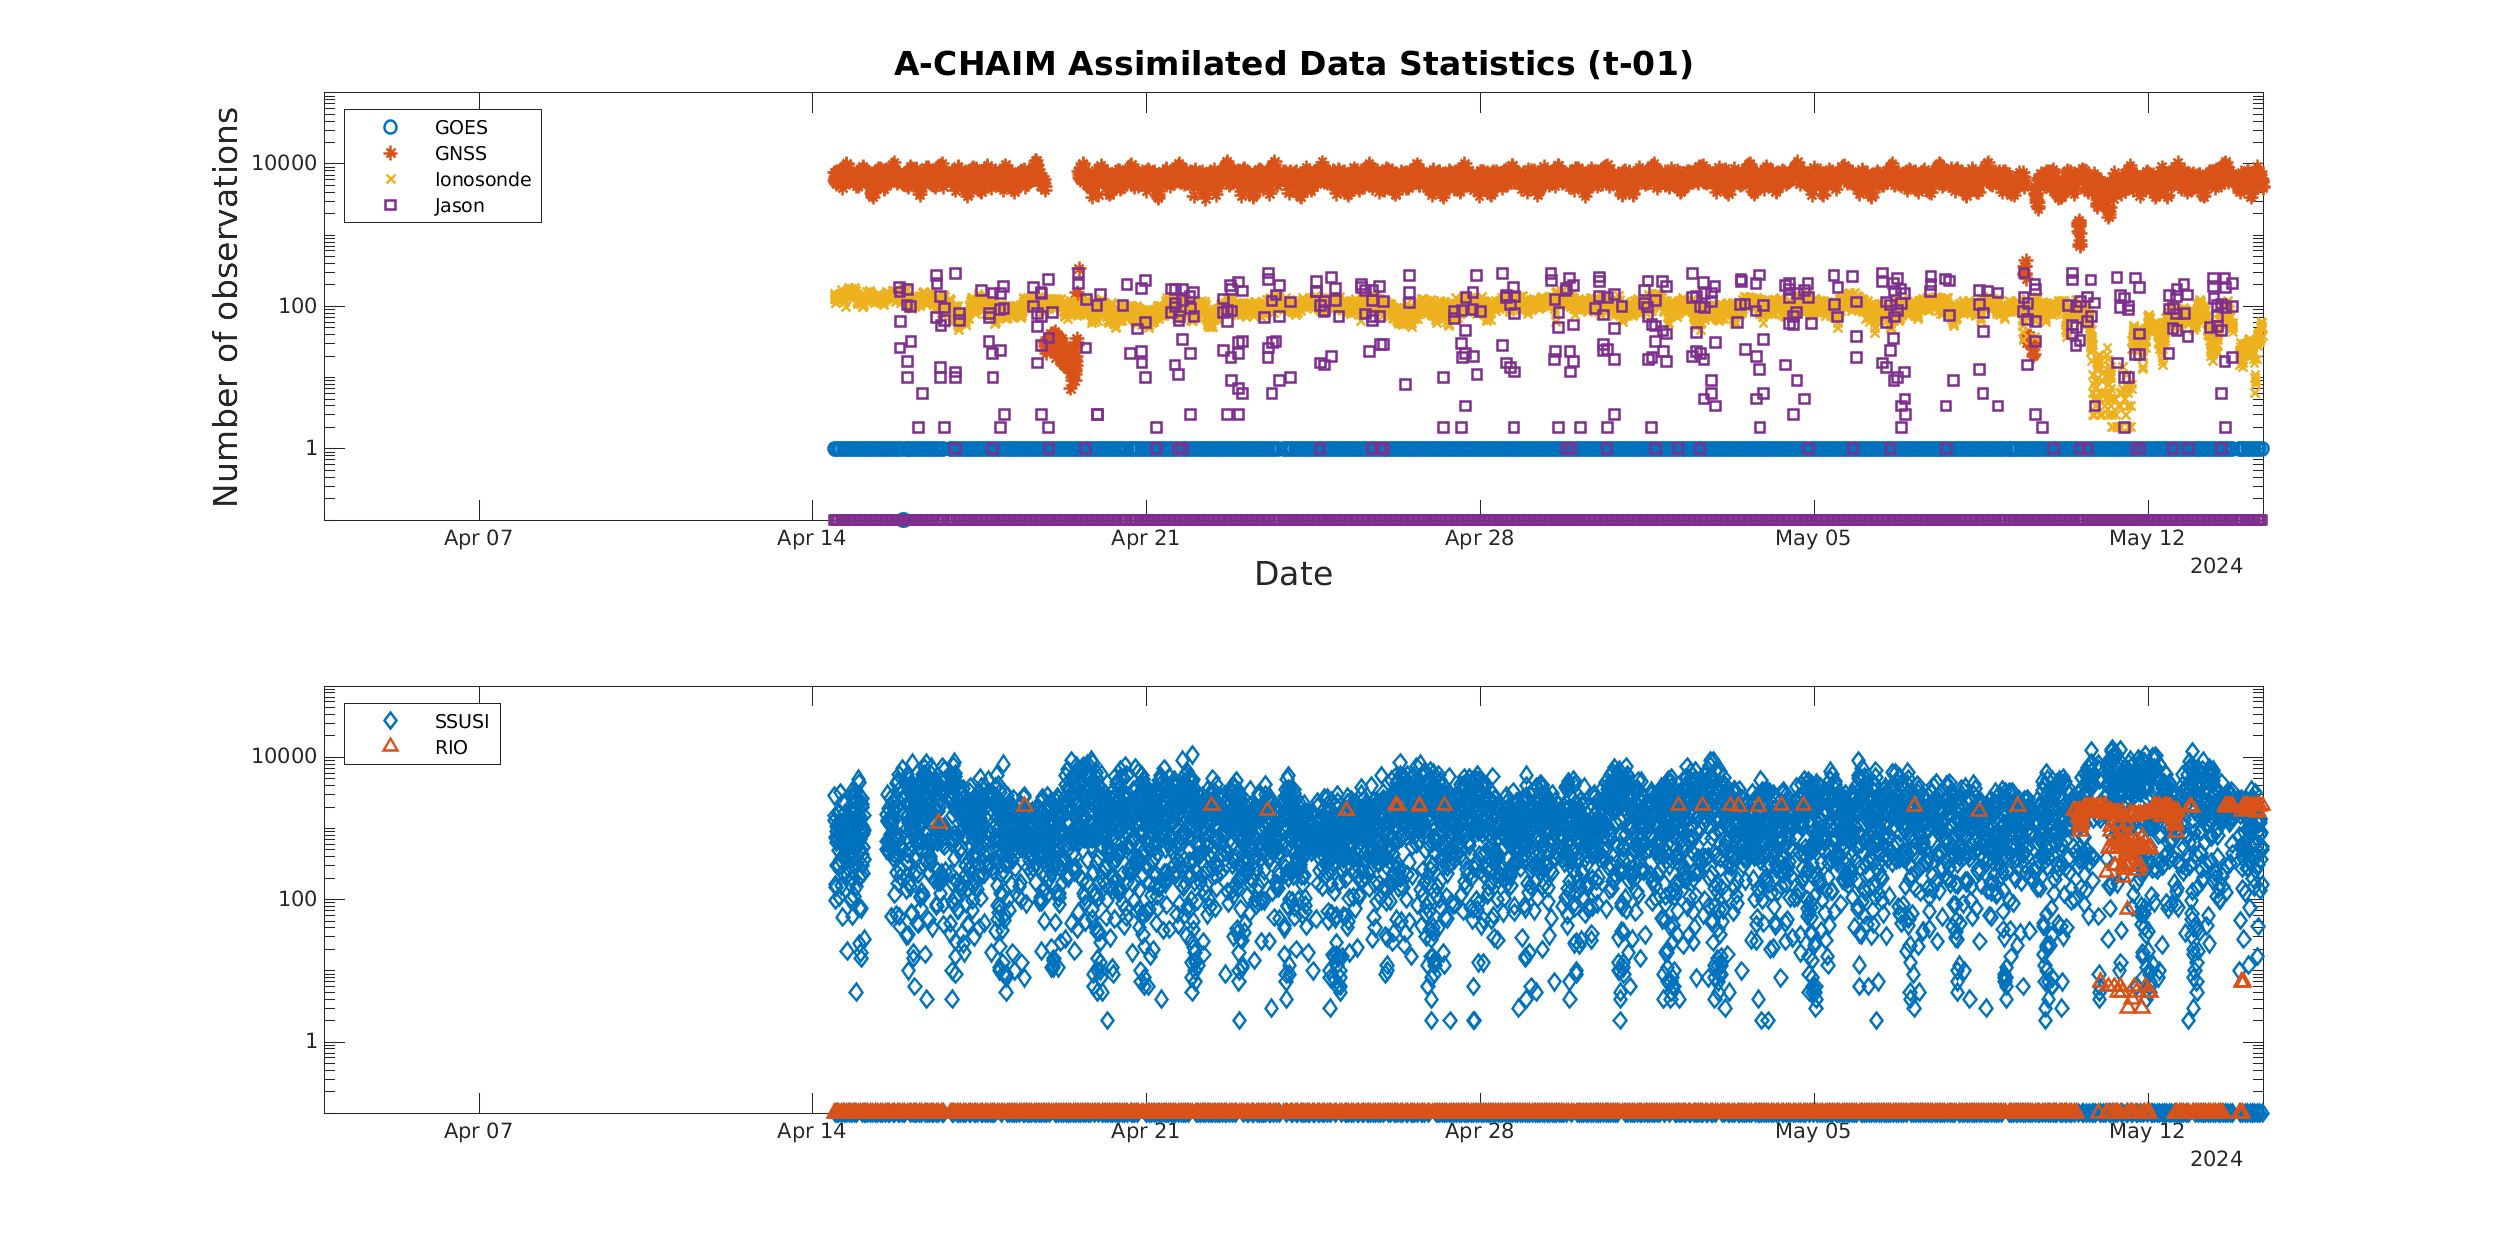 A-CHAIM Assimilated Data Statistics (t-01)
Number of observations
10000
100
1
GOES
GNSS
Ionosonde
Jason
Apr 07
Apr 14
Apr 21
Apr 28
May 05
May 12
2024
Date
10000
100
1
SSUSI
RIO
Apr 07
Apr 14
Apr 21
Apr 28
May 05
May 12
2024